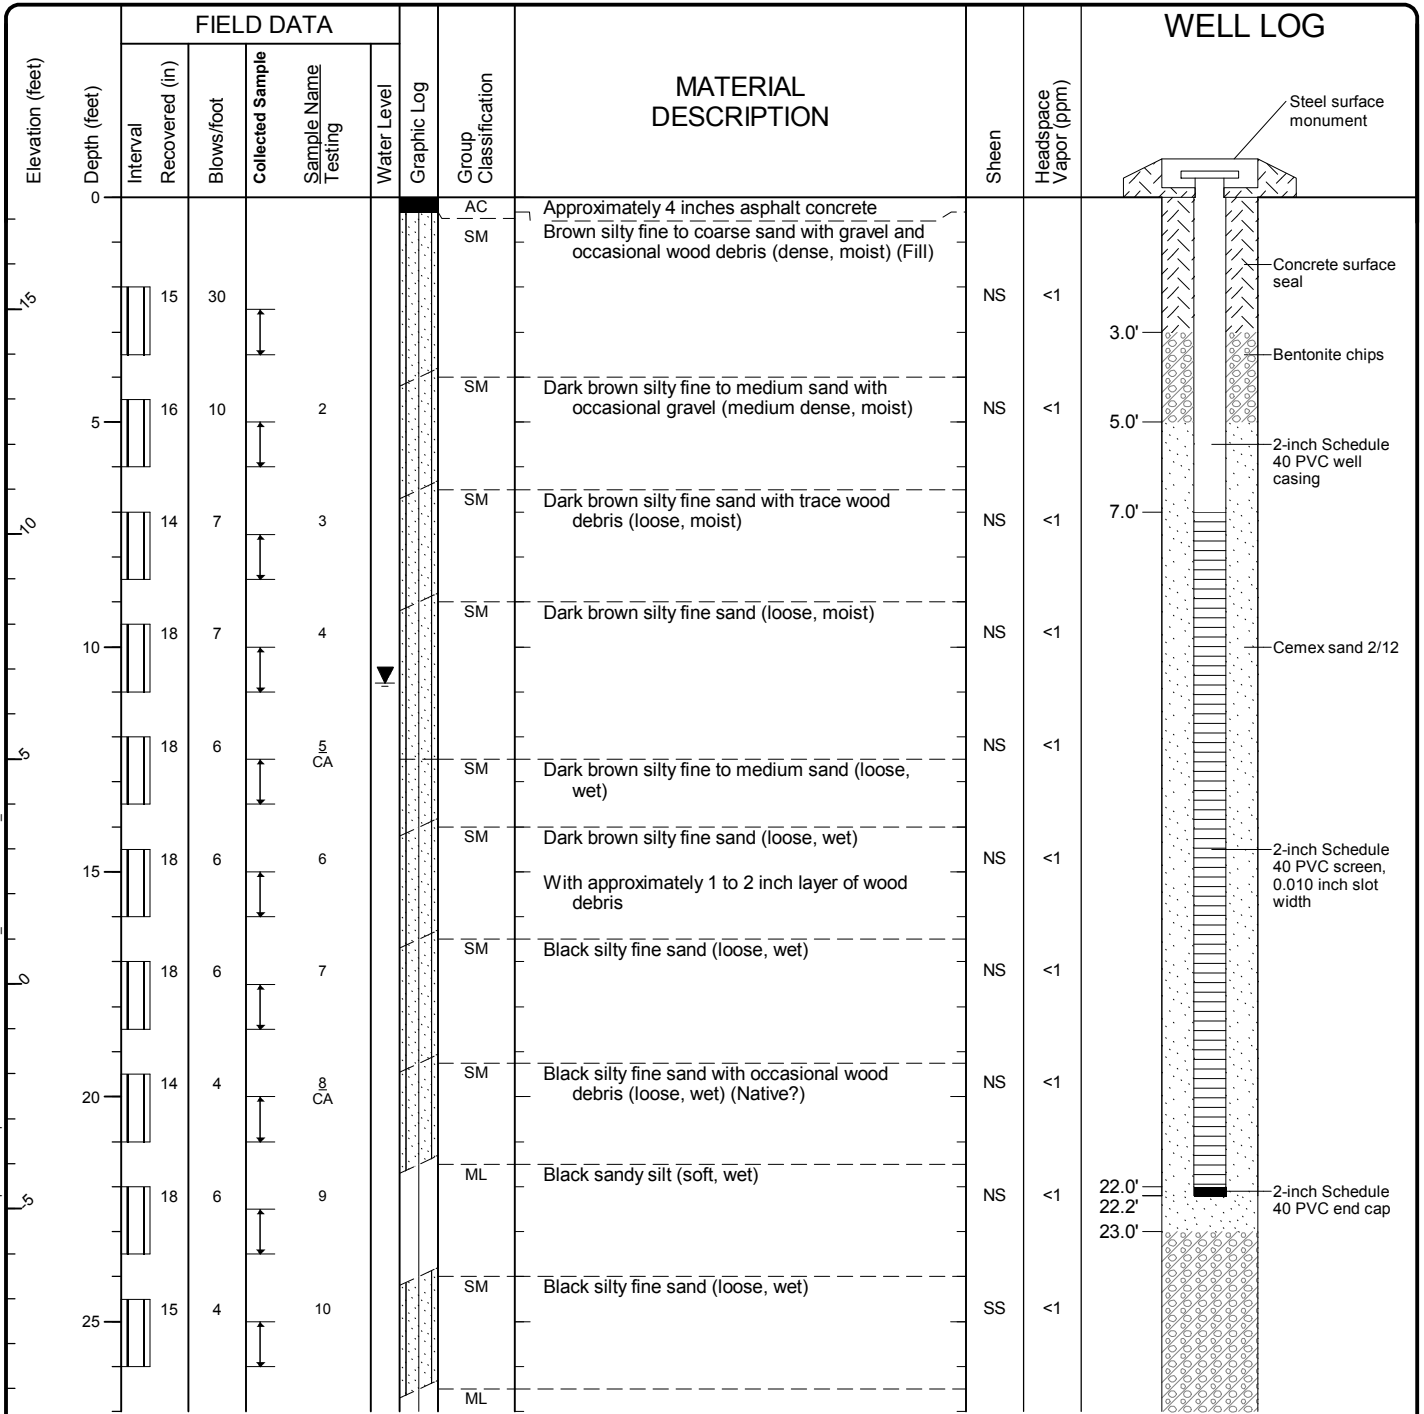 FIELD DATA
WELL LOG
Elevation (feet)
Depth (feet)
Interval
Recovered (in)
Blows/foot
Collected Sample
Sample Name
Testing
Water Level
Graphic Log
Group
Classification
MATERIAL
DESCRIPTION
Sheen
Headspace
Vapor (ppm)
Steel surface
monument
0
AC Approximately 4 inches asphalt concrete
SM Brown silty fine to coarse sand with gravel and
occasional wood debris (dense, moist) (Fill)
Concrete surface
seal
15
15 30 NS <1
3.0'
Bentonite chips
SM Dark brown silty fine to medium sand with
occasional gravel (medium dense, moist)
16 10 2 NS <1
5
5.0'
2-inch Schedule
40 PVC well
casing
SM Dark brown silty fine sand with trace wood
debris (loose, moist)
7.0'
10
14 7 3 NS <1
SM Dark brown silty fine sand (loose, moist)
18 7 4 NS <1
10
Cemex sand 2/12
5
18 6 5 NS <1
CA
SM Dark brown silty fine to medium sand (loose,
wet)
SM Dark brown silty fine sand (loose, wet)
18 6 6 NS <1
15
With approximately 1 to 2 inch layer of wood
debris
2-inch Schedule
40 PVC screen,
0.010 inch slot
width
SM Black silty fine sand (loose, wet)
0
18 6 7 NS <1
SM Black silty fine sand with occasional wood
debris (loose, wet) (Native?)
14 4 8 NS <1
CA
20
ML Black sandy silt (soft, wet)
-5
18 6 9 NS <1
22.0'
22.2'
23.0'
2-inch Schedule
40 PVC end cap
SM Black silty fine sand (loose, wet)
15 4 10 SS <1
25
ML